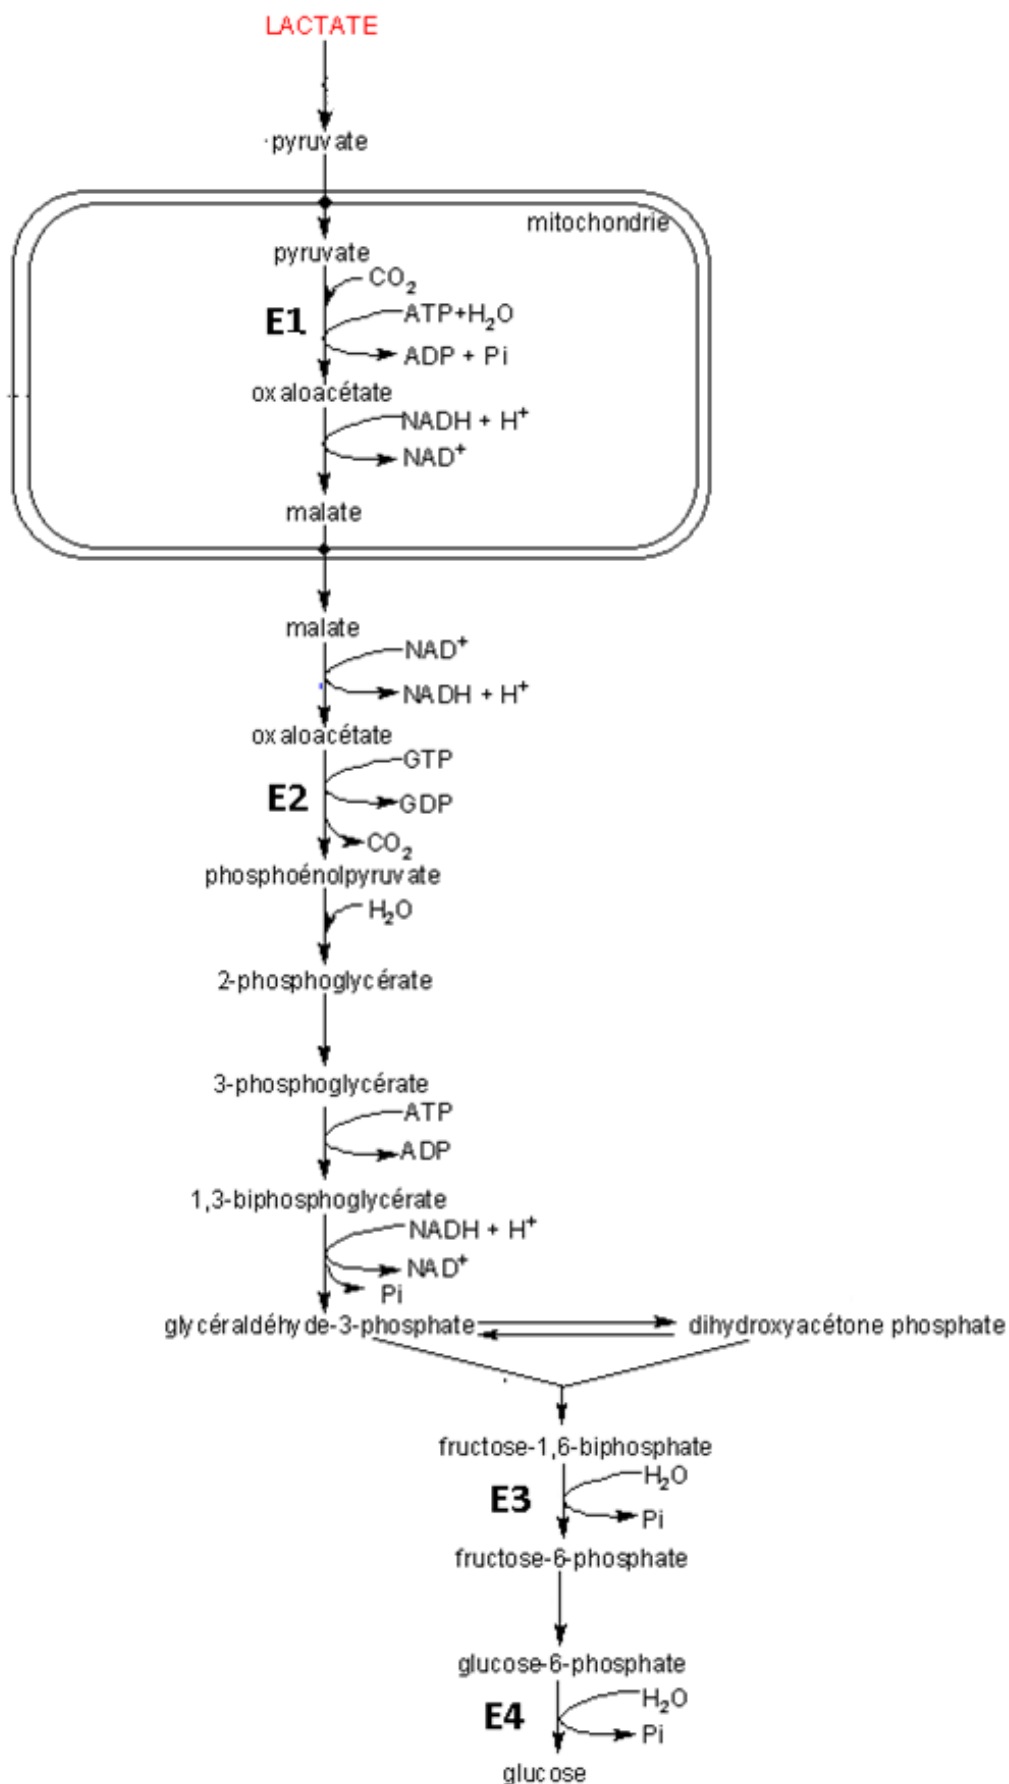 LACTATE
pyruvate
mitochondrie
pyruvate
CO2
E1
ATP+H2O
ADP + Pi
oxaloacétate
NADH + H+
NAD+
malate
malate
NAD+
NADH + H+
oxaloacétate
GTP
E2
GDP
CO2
phosphoénolpyruvate
H2O
2-phosphoglycérate
3-phosphoglycérate
ATP
ADP
1,3-biphosphoglycérate
NADH + H+
NAD+
Pi
glycéraldéhyde-3-phosphate dihydroxyacétone phosphate
fructose-1,6-biphosphate
H2O
E3
Pi
fructose-6-phosphate
glucose-6-phosphate
H2O
E4
Pi
glucose